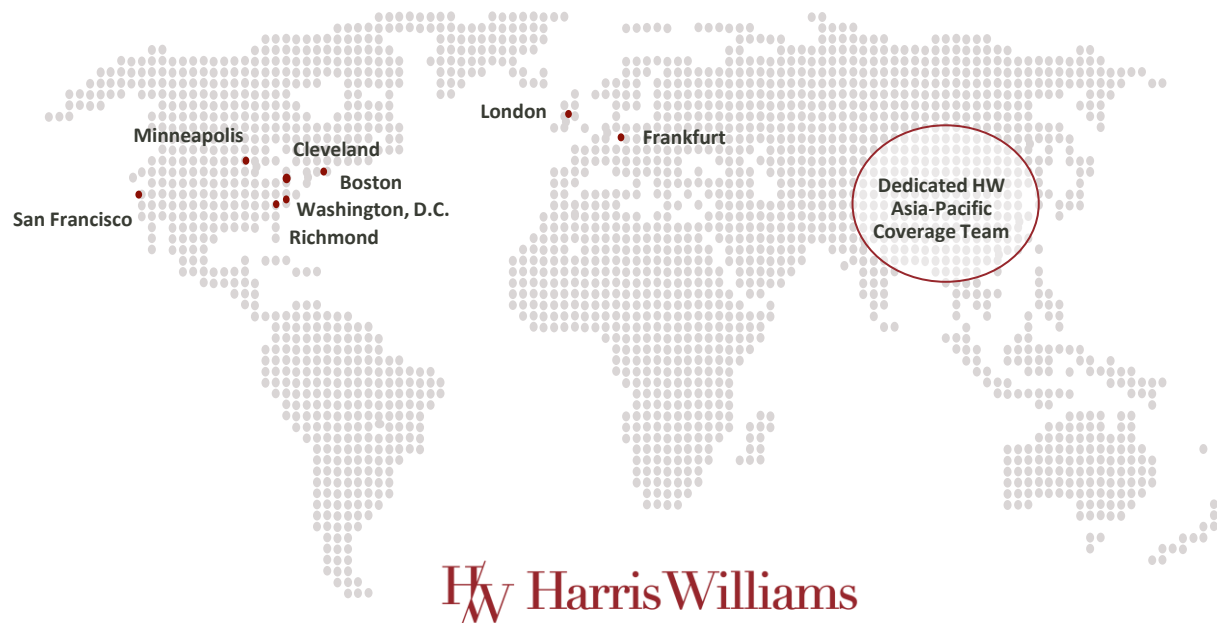 London
Minneapolis
Frankfurt
Cleveland
Boston
Dedicated HW
Asia-Pacific
Coverage Team
San Francisco
Washington, D.C.
Richmond
HW Harris Williams